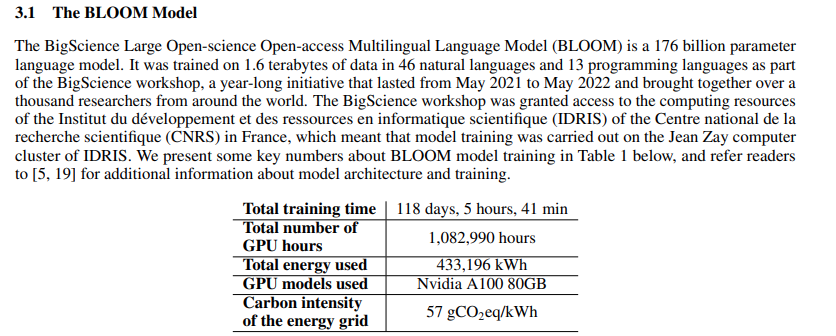 3.1 The BLOOM Model
The BigScience Large Open-science Open-access Multilingual Language Model (BLOOM) is a 176 billion parameter
language model. It was trained on 1.6 terabytes of data in 46 natural languages and 13 programming languages as part
of the BigScience workshop, a year-long initiative that lasted from May 2021 to May 2022 and brought together over a
thousand researchers from around the world. The BigScience workshop was granted access to the computing resources
of the Institut du développement et des ressources en informatique scientifique (IDRIS) of the Centre national de la
recherche scientifique (CNRS) in France, which meant that model training was carried out on the Jean Zay computer
cluster of IDRIS. We present some key numbers about BLOOM model training in Table 1 below, and refer readers
to [5, 19] for additional information about model architecture and training.
Total training time 118 days, 5 hours, 41 min
Total number of
GPU hours
1,082,990 hours
Total energy used 433,196 kWh
GPU models used Nvidia A100 80GB
Carbon intensity
of the energy grid
57 gCO₂eq/kWh